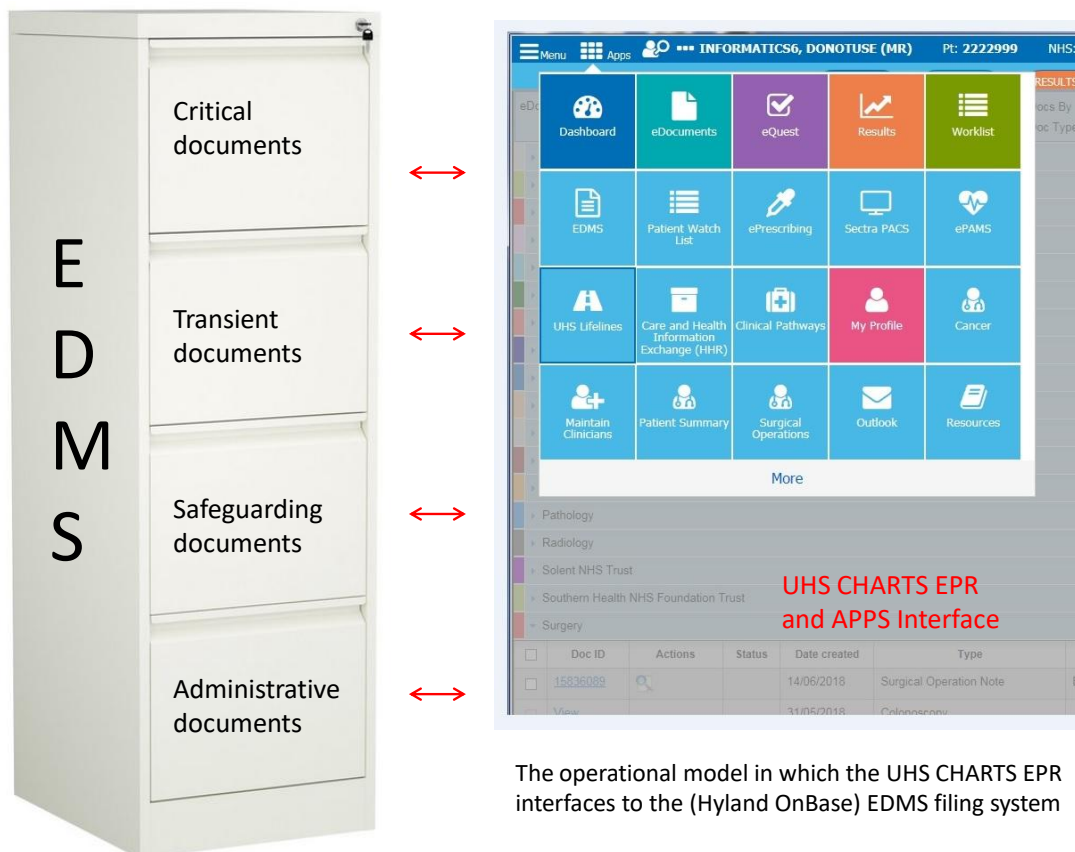 E
D
M
S
Critical
documents
Transient
documents
Safeguarding
documents
Administrative
documents
Menu Apps INFORMATICS6, DONOTUSE (MR) Pt: 2222999 NHS:
RESULTS
Dashboard eDocuments eQuest Results Worklist
EDMS Patient Watch List ePrescribing Sectra PACS ePAMS
UHS Lifelines Care and Health Information Exchange (HHR) Clinical Pathways My Profile Cancer
Maintain Clinicians Patient Summary Surgical Operations Outlook Resources
More
Pathology
Radiology
Solent NHS Trust
Southern Health NHS Foundation Trust
Surgery
UHS CHARTS EPR
and APPS Interface
Doc ID Actions Status Date created Type
15836089 14/06/2018 Surgical Operation Note
View 31/05/2018 Colonoscopy
The operational model in which the UHS CHARTS EPR
interfaces to the (Hyland OnBase) EDMS filing system